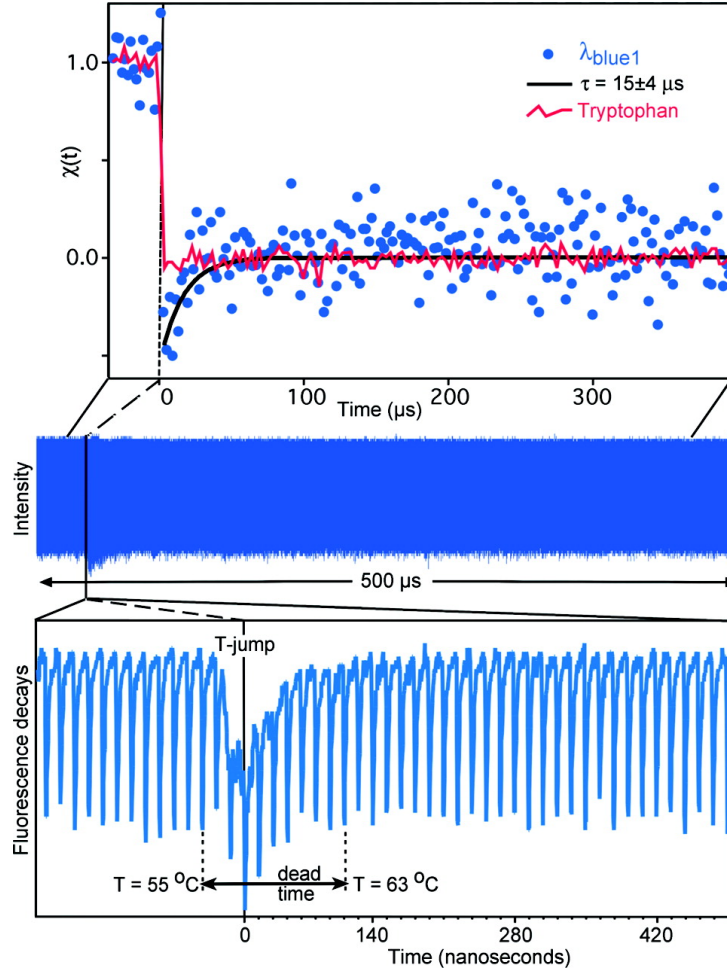 λblue1
τ = 15±4 μs
Tryptophan
1.0
χ(t)
0.0
0 100 200 300
Time (μs)
Intensity
500 μs
T-jump
Fluorescence decays
T = 55 °C
dead
time
T = 63 °C
0 140 280 420
Time (nanoseconds)